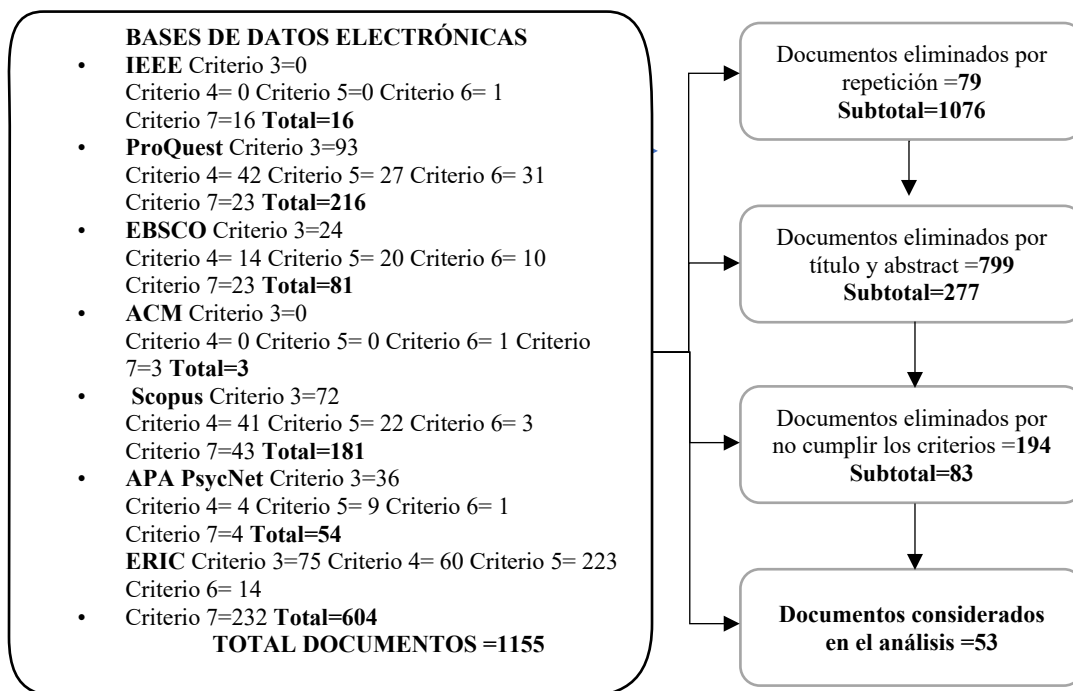 BASES DE DATOS ELECTRÓNICAS
• IEEE Criterio 3=0
Criterio 4= 0 Criterio 5=0 Criterio 6= 1
Criterio 7=16 Total=16
• ProQuest Criterio 3=93
Criterio 4= 42 Criterio 5= 27 Criterio 6= 31
Criterio 7=23 Total=216
• EBSCO Criterio 3=24
Criterio 4= 14 Criterio 5= 20 Criterio 6= 10
Criterio 7=23 Total=81
• ACM Criterio 3=0
Criterio 4= 0 Criterio 5= 0 Criterio 6= 1 Criterio
7=3 Total=3
• Scopus Criterio 3=72
Criterio 4= 41 Criterio 5= 22 Criterio 6= 3
Criterio 7=43 Total=181
• APA PsycNet Criterio 3=36
Criterio 4= 4 Criterio 5= 9 Criterio 6= 1
Criterio 7=4 Total=54
ERIC Criterio 3=75 Criterio 4= 60 Criterio 5= 223
Criterio 6= 14
• Criterio 7=232 Total=604
TOTAL DOCUMENTOS =1155
Documentos eliminados por
repetición =79
Subtotal=1076
Documentos eliminados por
título y abstract =799
Subtotal=277
Documentos eliminados por
no cumplir los criterios =194
Subtotal=83
Documentos considerados
en el análisis =53